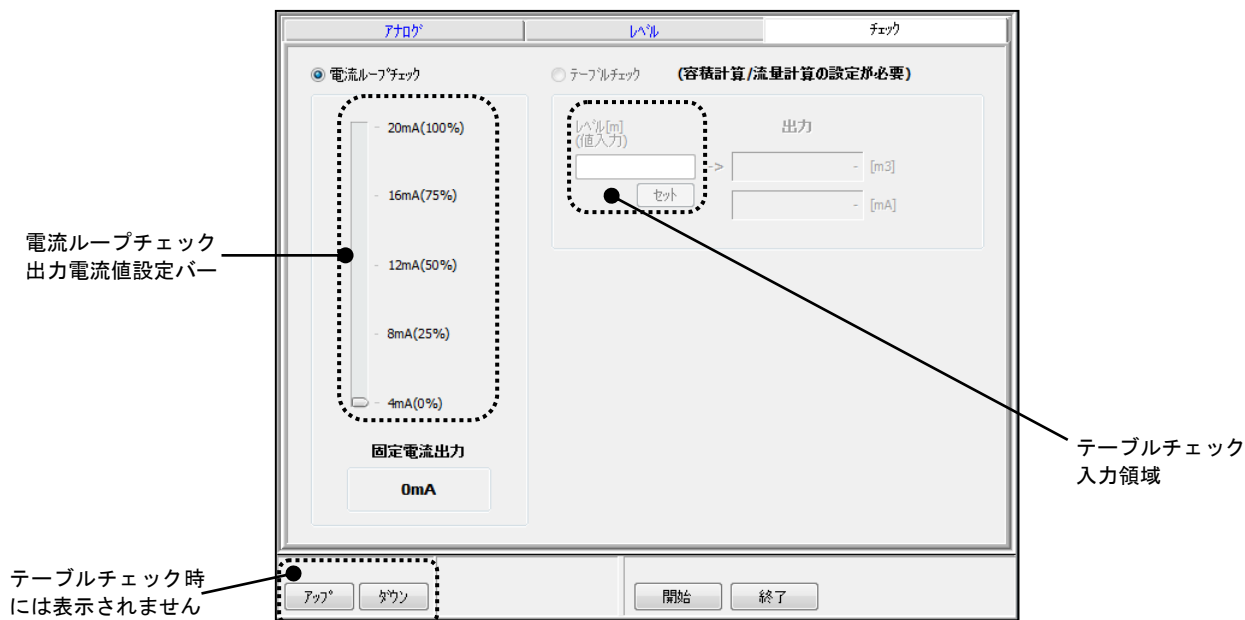 アナログ
レベル
チェック
電流ループチェック
テーブルチェック
(容積計算/流量計算の設定が必要)
20mA(100%)
16mA(75%)
12mA(50%)
8mA(25%)
4mA(0%)
固定電流出力
0mA
レベル[m]
(値入力)
セット
出力
->
- [m3]
- [mA]
電流ループチェック
出力電流値設定バー
テーブルチェック
入力領域
テーブルチェック時
には表示されません
アップ
ダウン
開始
終了